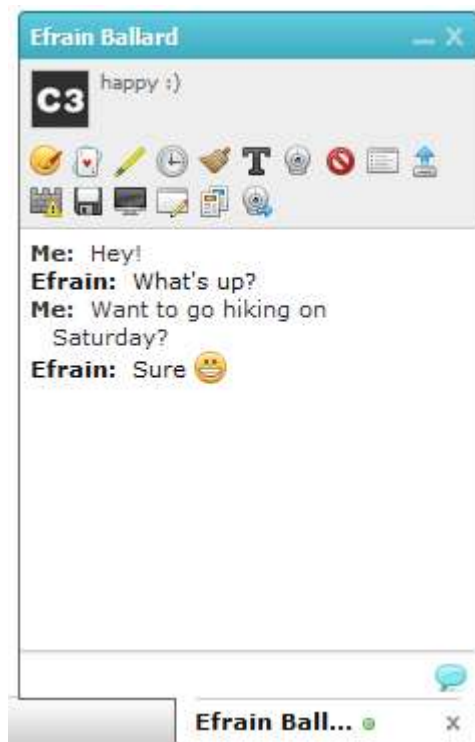 Efrain Ballard
C3 happy :)
Me: Hey!
Efrain: What's up?
Me: Want to go hiking on
Saturday?
Efrain: Sure
Efrain Ball...